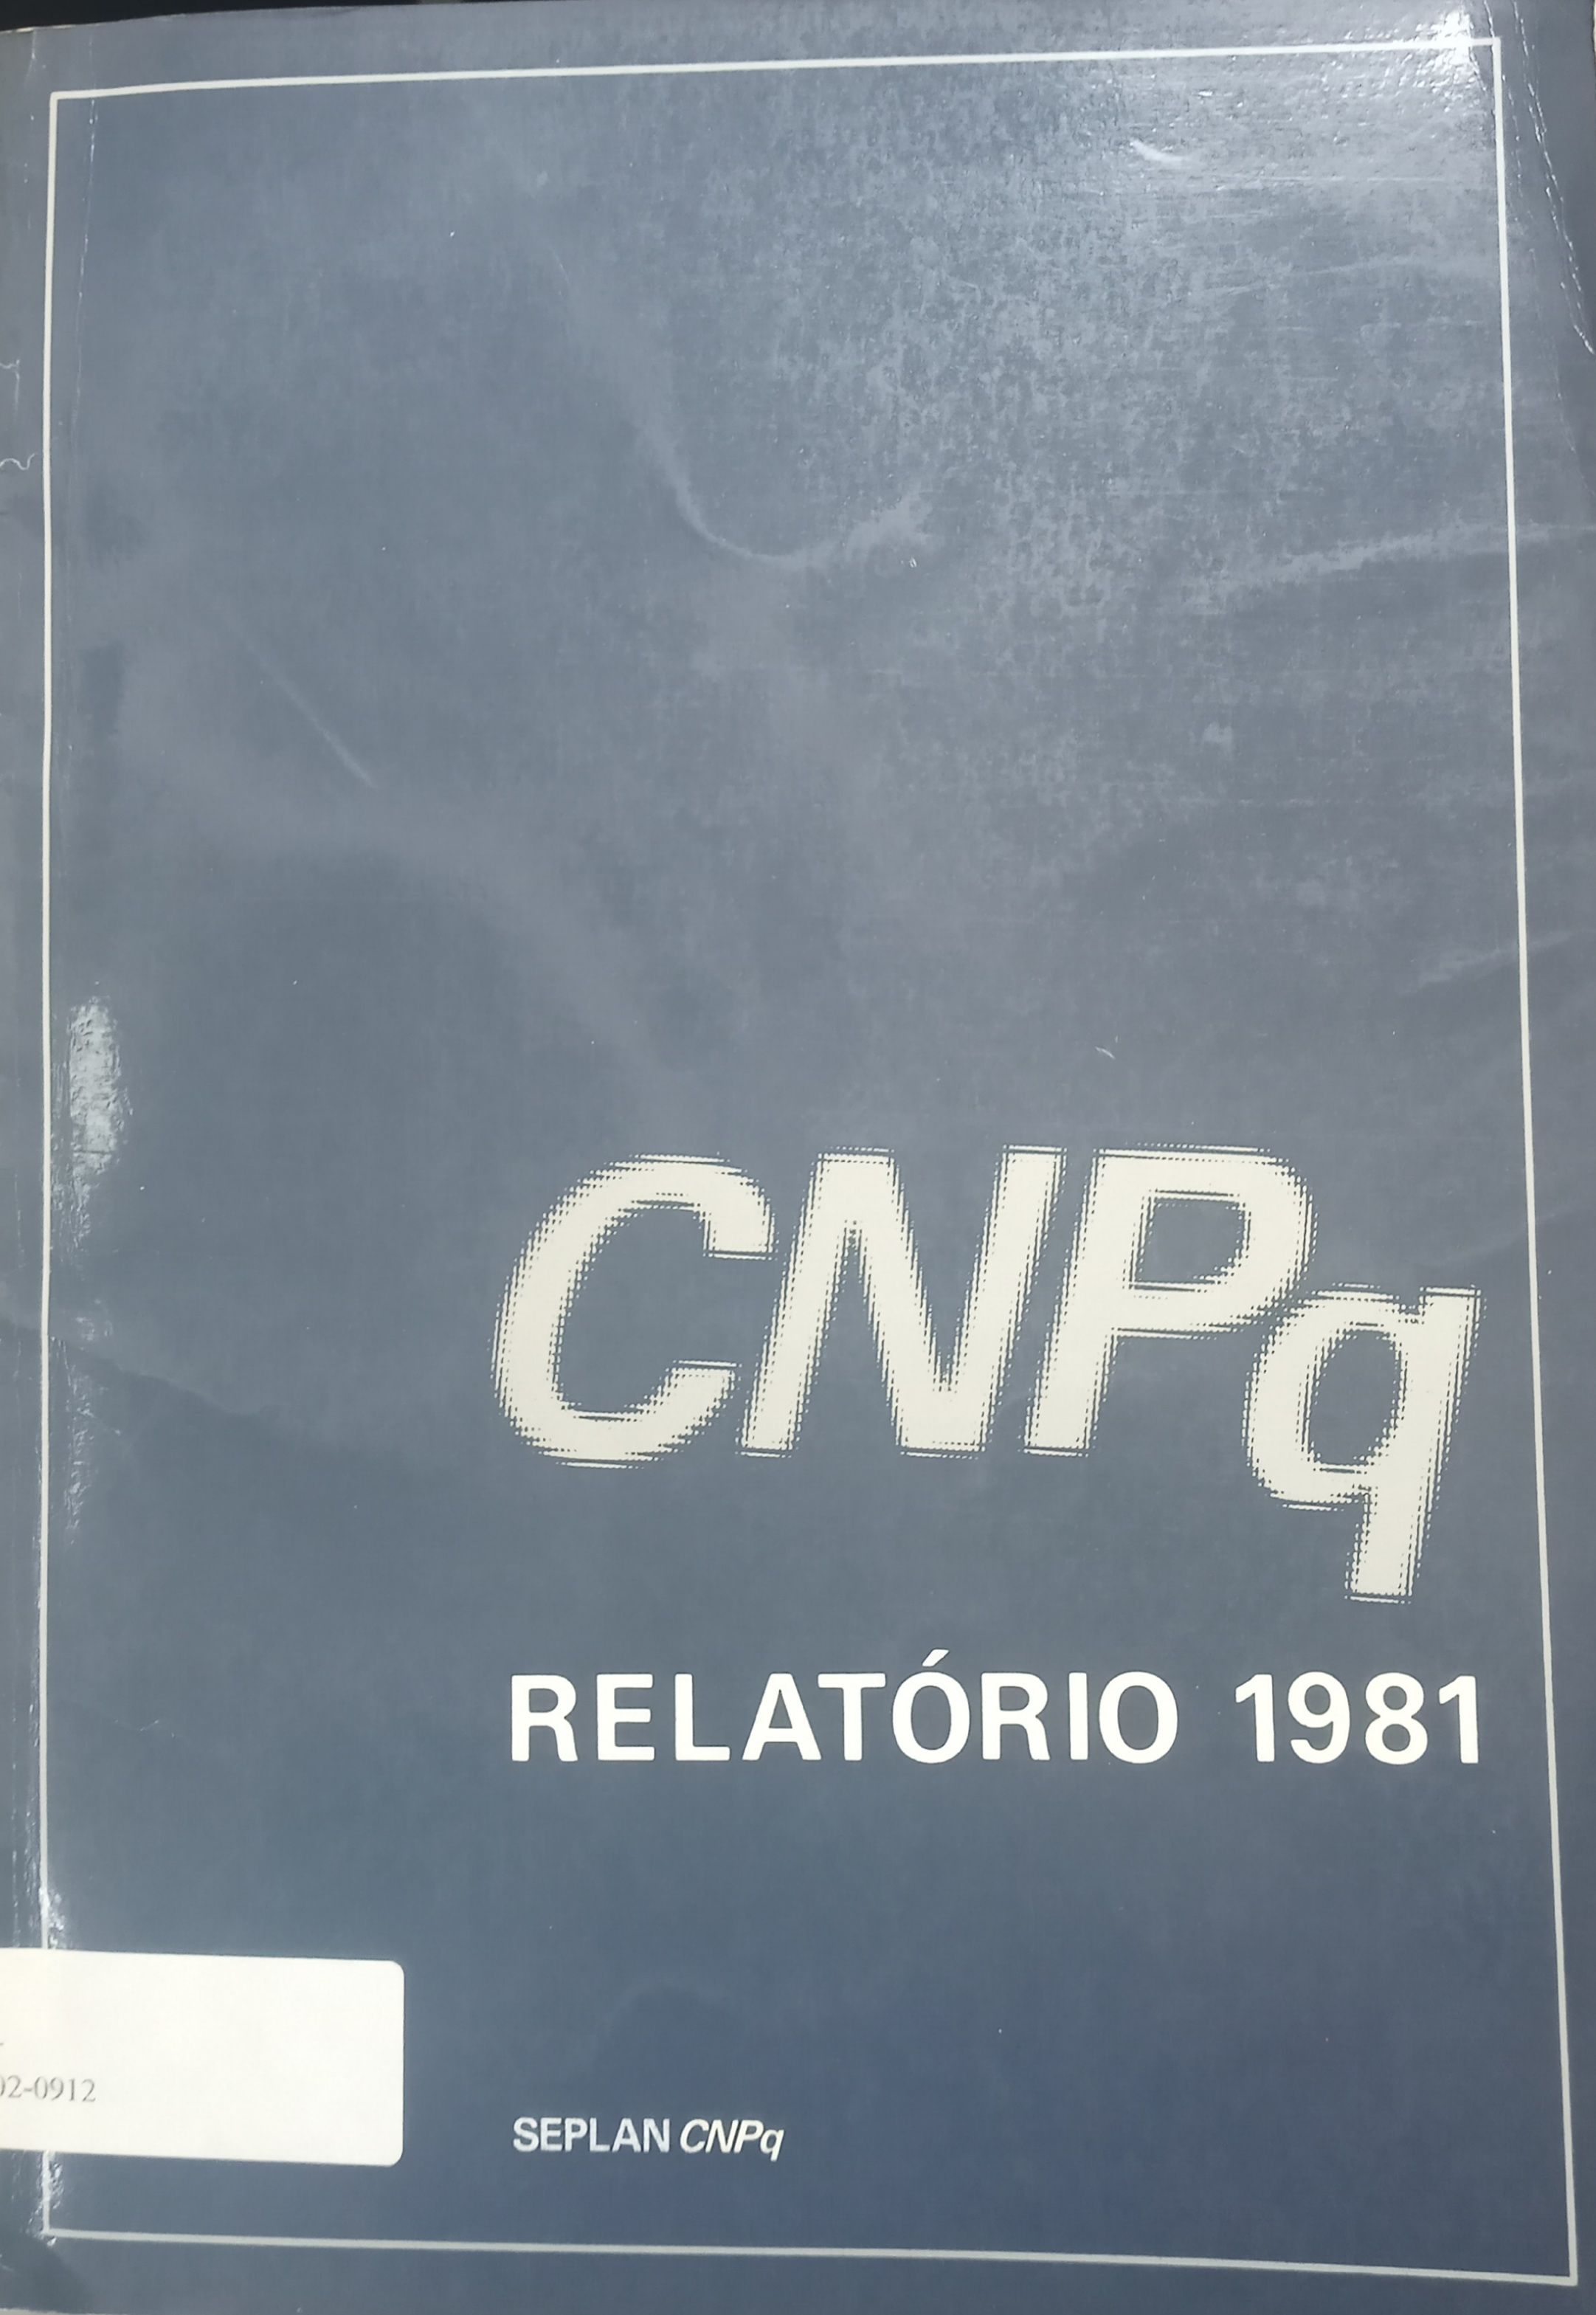 CNPq
RELATÓRIO 1981
02-0912
SEPLAN CNPq